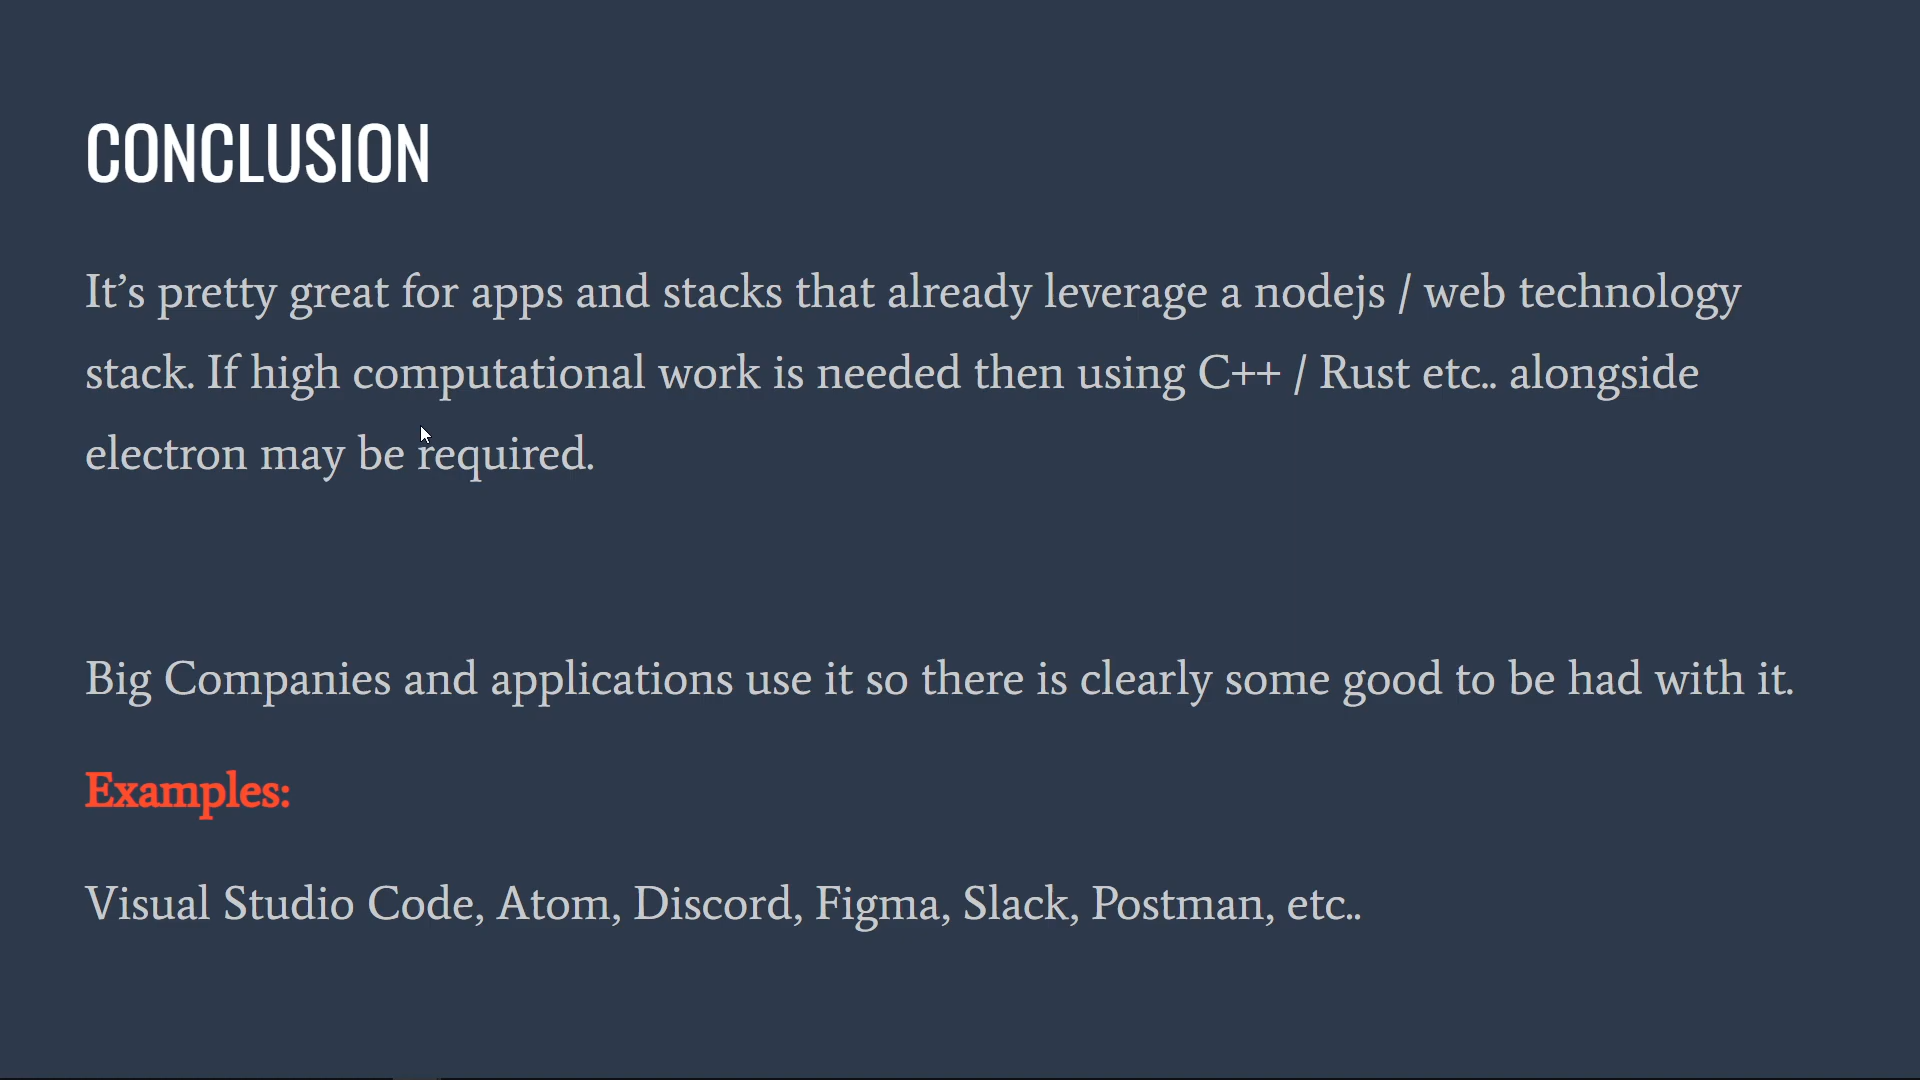 CONCLUSION
It’s pretty great for apps and stacks that already leverage a nodejs / web technology
stack. If high computational work is needed then using C++ / Rust etc.. alongside
electron may be required.
Big Companies and applications use it so there is clearly some good to be had with it.
Examples:
Visual Studio Code, Atom, Discord, Figma, Slack, Postman, etc..